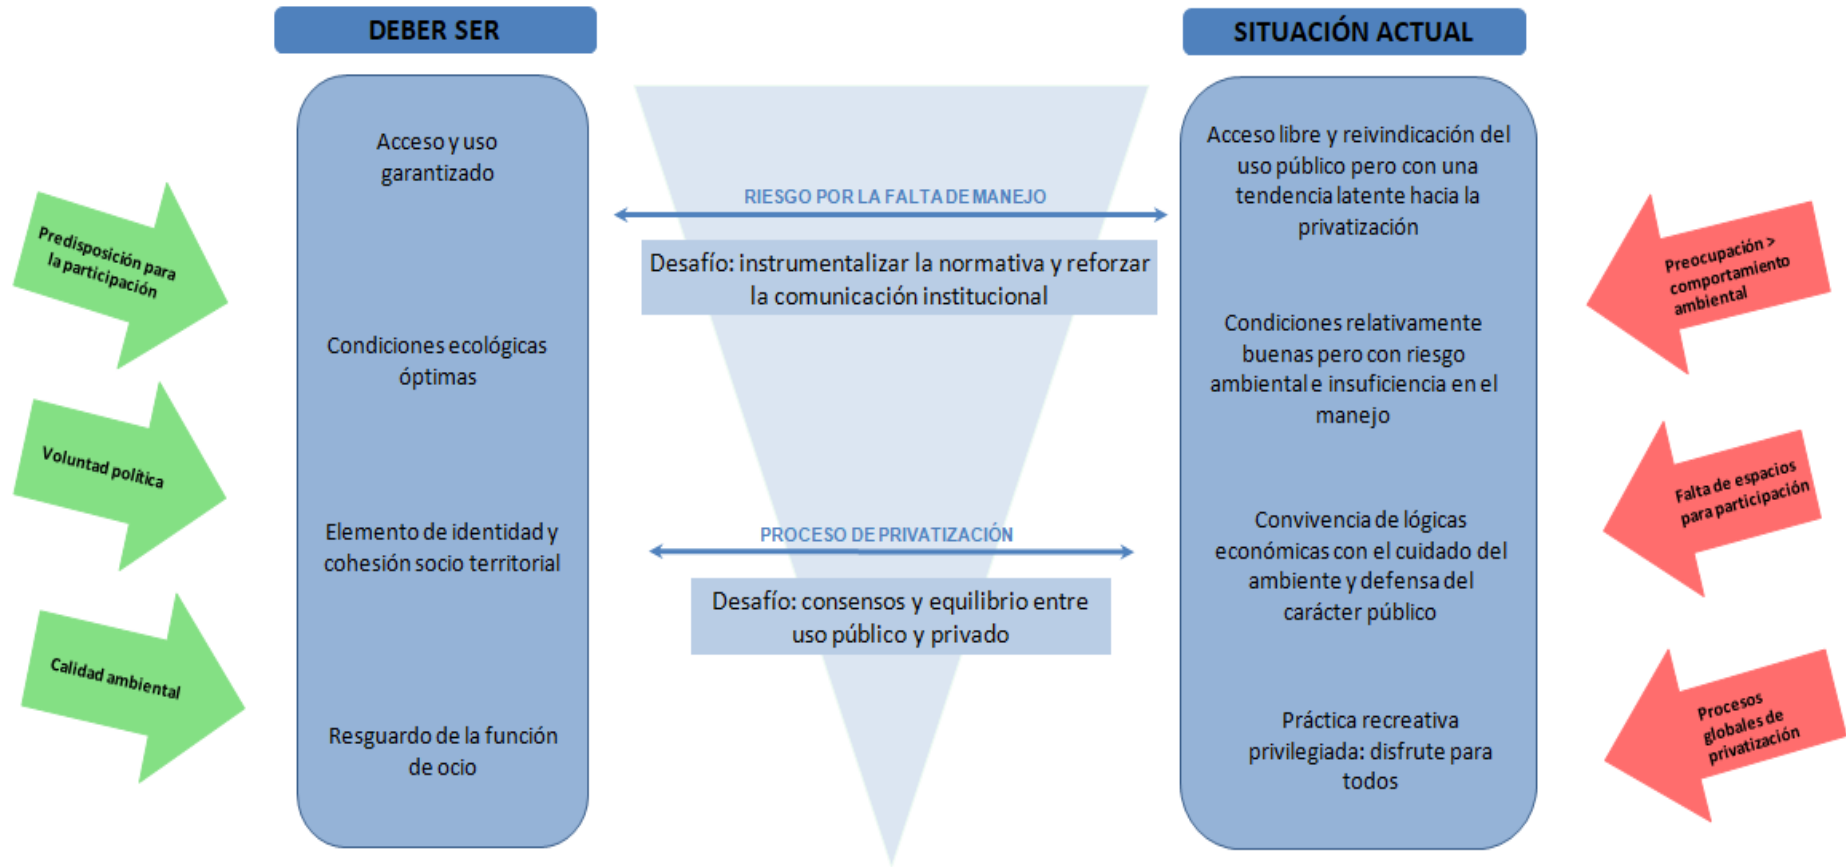 DEBER SER
SITUACIÓN ACTUAL
Predisposición para
la participación
Voluntad política
Calidad ambiental
Acceso y uso
garantizado
Condiciones ecológicas
óptimas
Elemento de identidad y
cohesión socio territorial
Resguardo de la función
de ocio
RIESGO POR LA FALTA DE MANEJO
Desafío: instrumentalizar la normativa y reforzar
la comunicación institucional
PROCESO DE PRIVATIZACIÓN
Desafío: consensos y equilibrio entre
uso público y privado
Acceso libre y reivindicación del
uso público pero con una
tendencia latente hacia la
privatización
Condiciones relativamente
buenas pero con riesgo
ambiental e insuficiencia en el
manejo
Convivencia de lógicas
económicas con el cuidado del
ambiente y defensa del
carácter público
Práctica recreativa
privilegiada: disfrute para
todos
Preocupación >
comportamiento
ambiental
Falta de espacios
para participación
Procesos
globales de
privatización